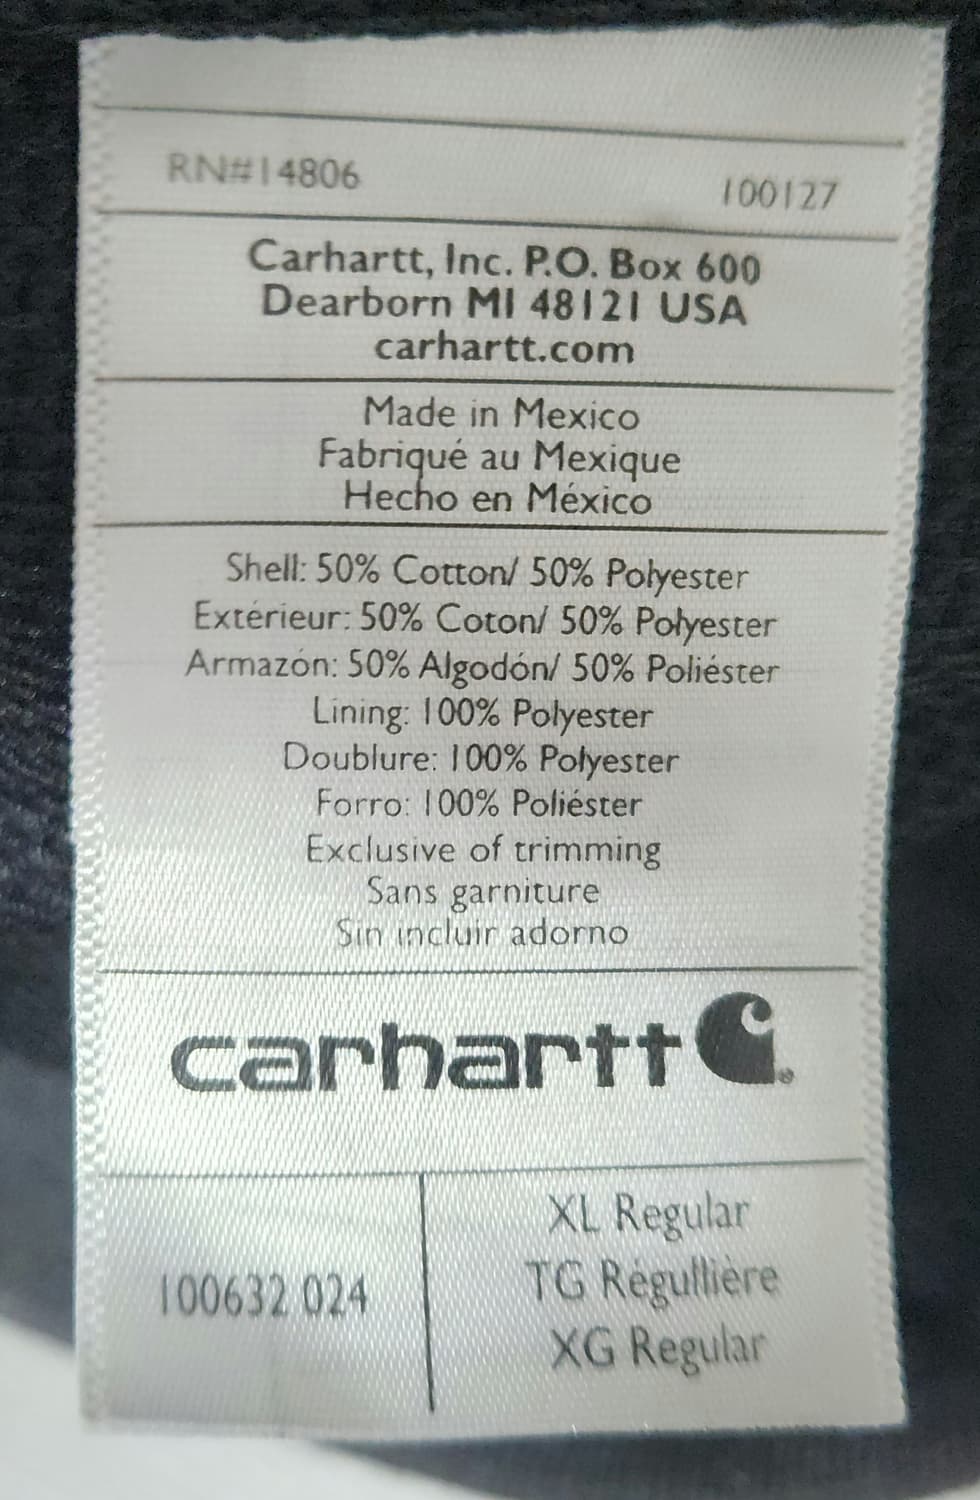 RN#14806 100127
Carhartt, Inc. P.O. Box 600
Dearborn MI 48121 USA
carhartt.com
Made in Mexico
Fabriqué au Mexique
Hecho en México
Shell: 50% Cotton/ 50% Polyester
Extérieur: 50% Coton/ 50% Polyester
Armazón: 50% Algodón/ 50% Poliéster
Lining: 100% Polyester
Doublure: 100% Polyester
Forro: 100% Poliéster
Exclusive of trimming
Sans garniture
Sin incluir adorno
carhartt
XL Regular
100632 024 TG Régullière
XG Regular